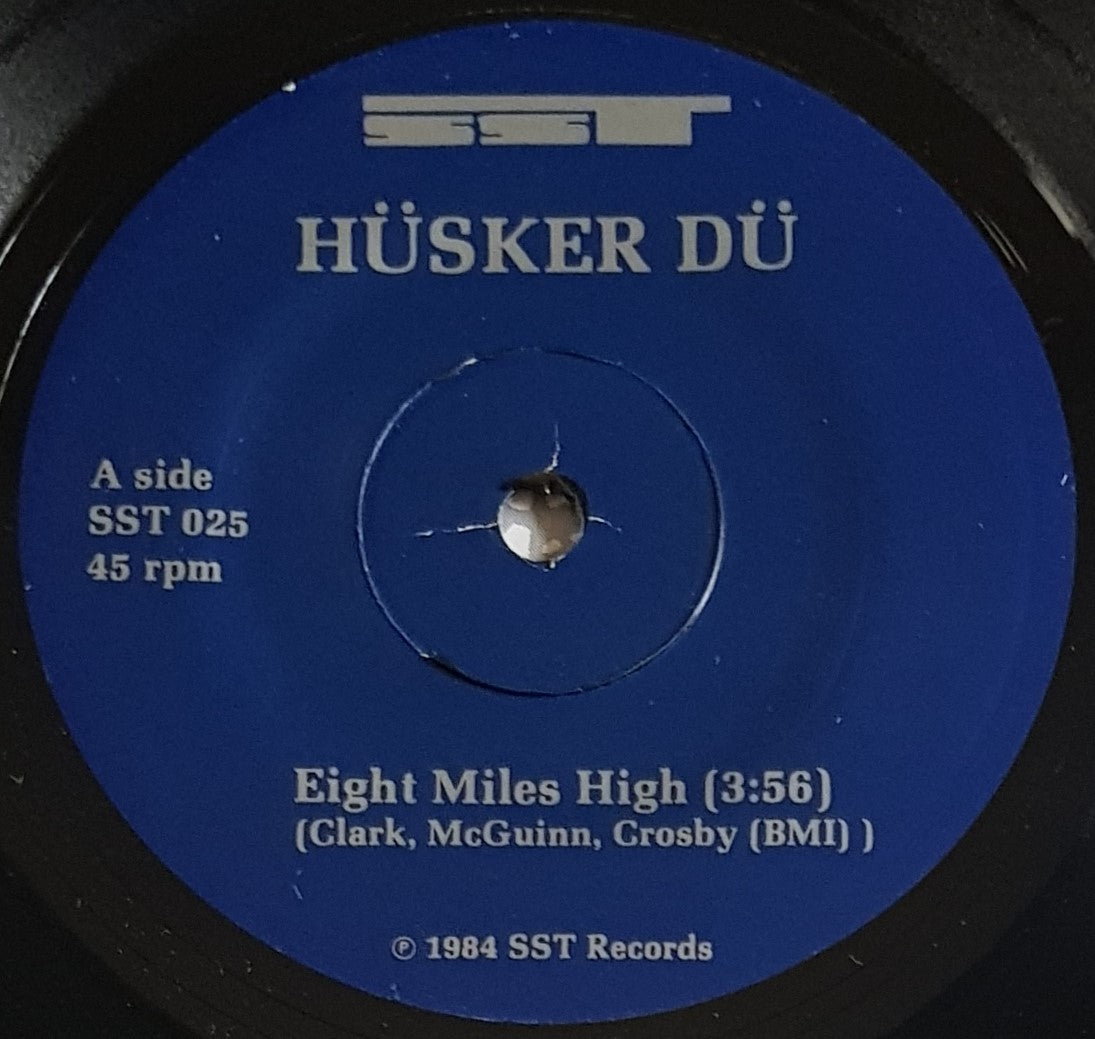 SST
HÜSKER DÜ
A side
SST 025
45 rpm
Eight Miles High (3:56)
(Clark, McGuinn, Crosby (BMI) )
℗ 1984 SST Records